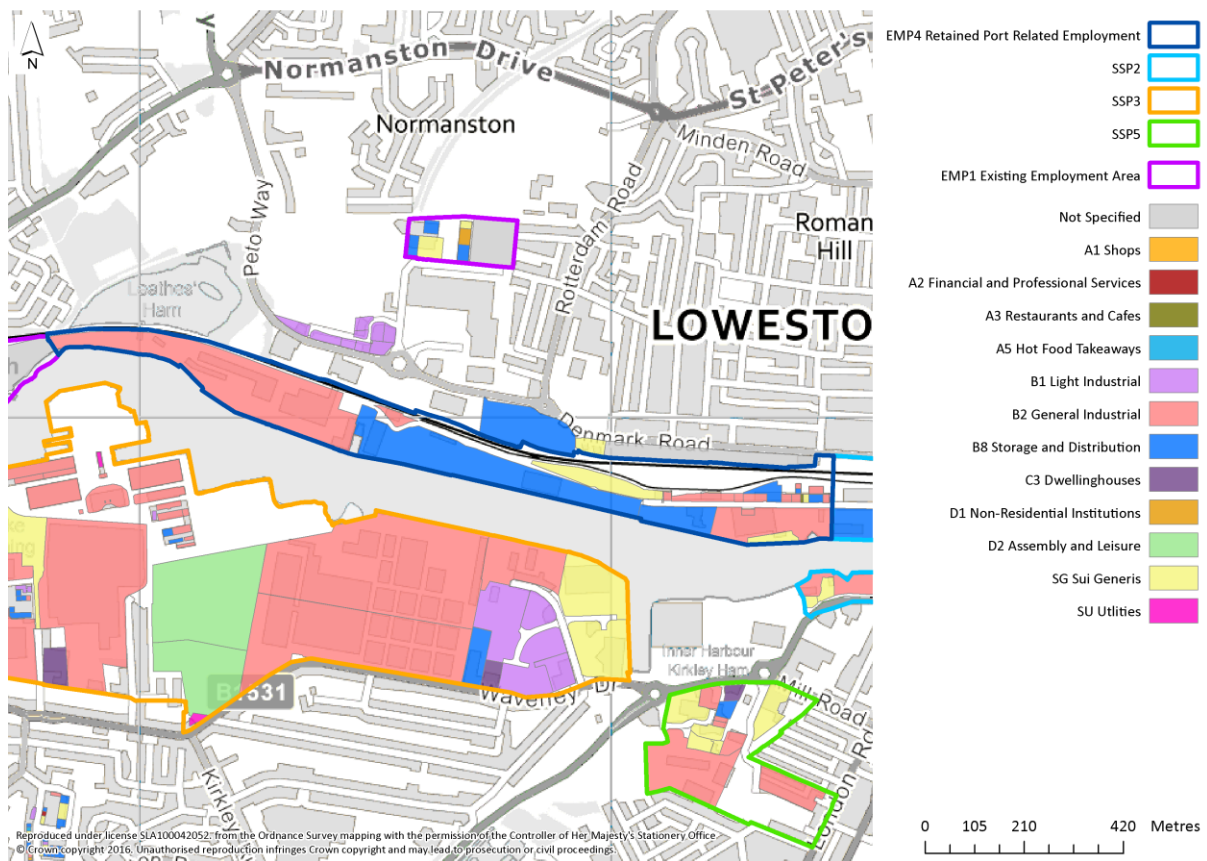 N
Normanston Drive
St Peter's
Normanston
Minden Road
Peto Way
Rotterdam Road
Roman
Hill
Leathes'
Ham
LOWESTO
Denmark Road
Inner Harbour
Kirkley Ham
B1531
Waveney Dr
Mill Road
Kirkley
London Rd
Reproduced under license SLA100042052. from the Ordnance Survey mapping with the permission of the Controller of Her Majesty's Stationery Office.
© Crown copyright 2016. Unauthorised reproduction infringes Crown copyright and may lead to prosecution or civil proceedings.
EMP4 Retained Port Related Employment
SSP2
SSP3
SSP5
EMP1 Existing Employment Area
Not Specified
A1 Shops
A2 Financial and Professional Services
A3 Restaurants and Cafes
A5 Hot Food Takeaways
B1 Light Industrial
B2 General Industrial
B8 Storage and Distribution
C3 Dwellinghouses
D1 Non-Residential Institutions
D2 Assembly and Leisure
SG Sui Generis
SU Utlities
0 105 210 420 Metres